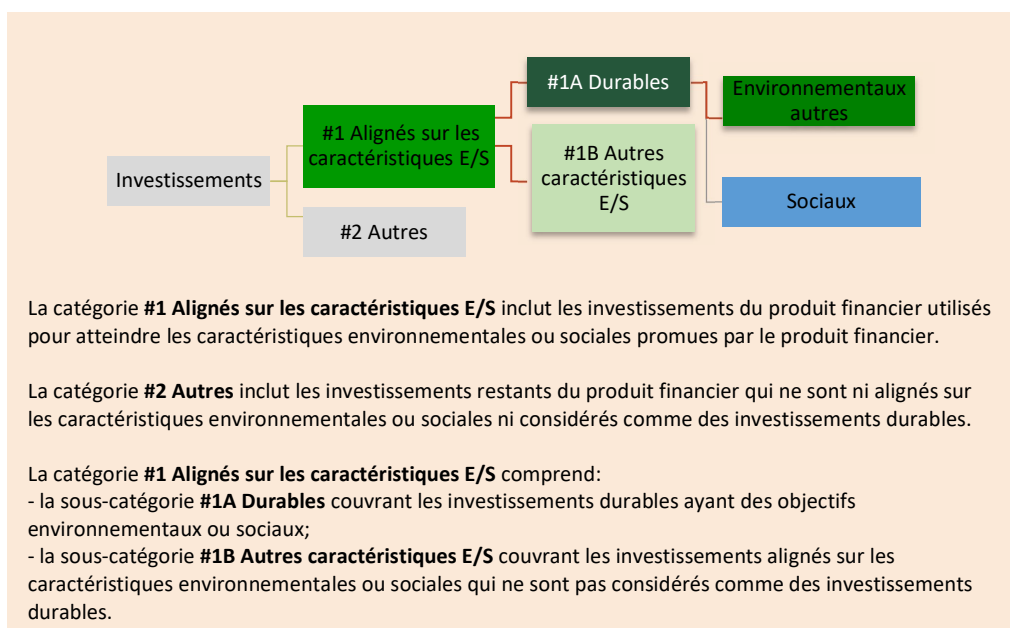 #1A Durables
Environnementaux
autres
#1 Alignés sur les
caractéristiques E/S
#1B Autres
caractéristiques
E/S
Investissements
Sociaux
#2 Autres
La catégorie #1 Alignés sur les caractéristiques E/S inclut les investissements du produit financier utilisés
pour atteindre les caractéristiques environnementales ou sociales promues par le produit financier.
La catégorie #2 Autres inclut les investissements restants du produit financier qui ne sont ni alignés sur
les caractéristiques environnementales ou sociales ni considérés comme des investissements durables.
La catégorie #1 Alignés sur les caractéristiques E/S comprend:
- la sous-catégorie #1A Durables couvrant les investissements durables ayant des objectifs
environnementaux ou sociaux;
- la sous-catégorie #1B Autres caractéristiques E/S couvrant les investissements alignés sur les
caractéristiques environnementales ou sociales qui ne sont pas considérés comme des investissements
durables.